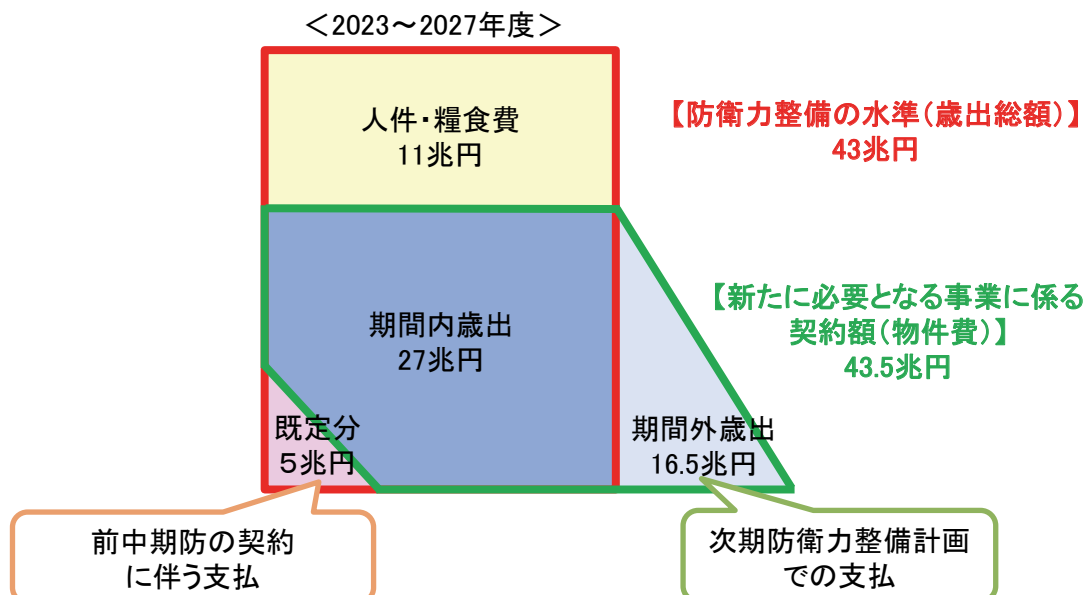 ＜2023～2027年度＞
人件・糧食費
11兆円
【防衛力整備の水準（歳出総額）】
43兆円
期間内歳出
27兆円
【新たに必要となる事業に係る
契約額（物件費）】
43.5兆円
既定分
５兆円
期間外歳出
16.5兆円
前中期防の契約
に伴う支払
次期防衛力整備計画
での支払